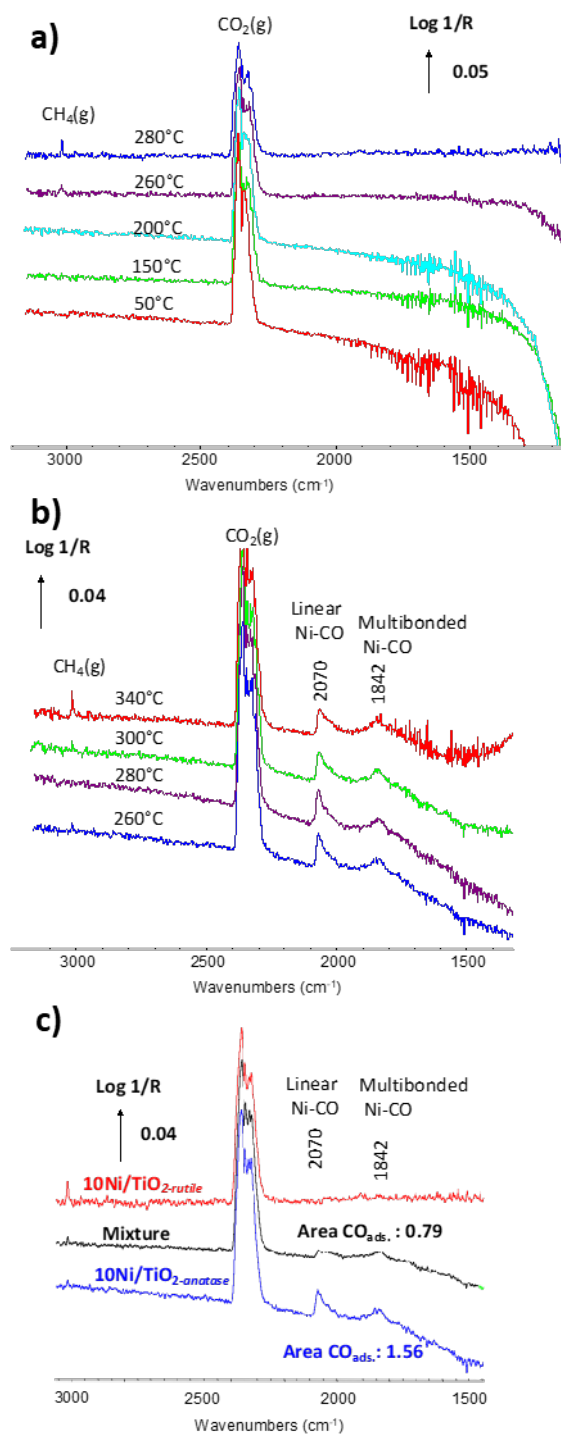 a)
CO2(g)
Log 1/R
0.05
CH4(g)
280°C
260°C
200°C
150°C
50°C
3000 2500 2000 1500
Wavenumbers (cm-1)
b)
CO2(g)
Log 1/R
0.04
Linear
Ni-CO
Multibonded
Ni-CO
2070
1842
CH4(g)
340°C
300°C
280°C
260°C
3000 2500 2000 1500
Wavenumbers (cm-1)
c)
Log 1/R
0.04
Linear
Ni-CO
Multibonded
Ni-CO
2070
1842
10Ni/TiO2-rutile
Mixture
Area COads.: 0.79
10Ni/TiO2-anatase
Area COads.: 1.56
3000 2500 2000 1500
Wavenumbers (cm-1)